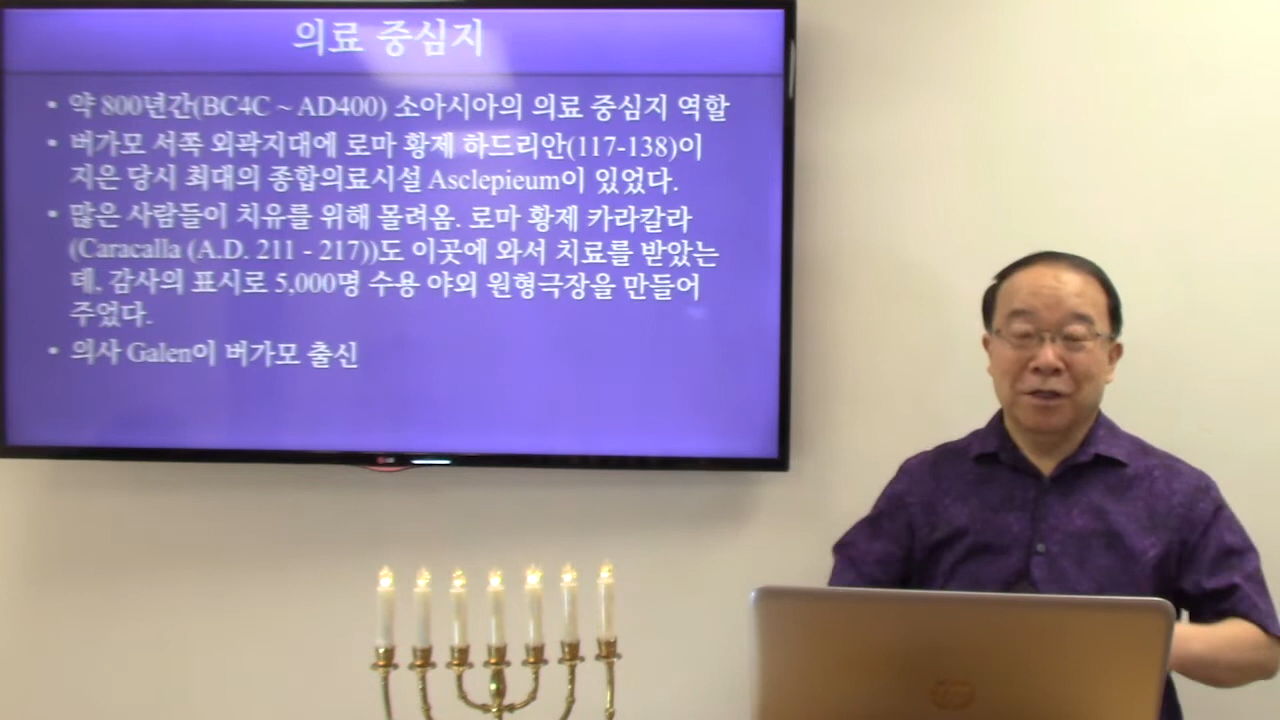 의료 중심지
• 약 800년간(BC4C ~ AD400) 소아시아의 의료 중심지 역할
• 버가모 서쪽 외곽지대에 로마 황제 하드리안(117-138)이
지은 당시 최대의 종합의료시설 Asclepieum이 있었다.
• 많은 사람들이 치유를 위해 몰려옴. 로마 황제 카라칼라
(Caracalla (A.D. 211 - 217))도 이곳에 와서 치료를 받았는
데, 감사의 표시로 5,000명 수용 야외 원형극장을 만들어
주었다.
• 의사 Galen이 버가모 출신
LG
hp